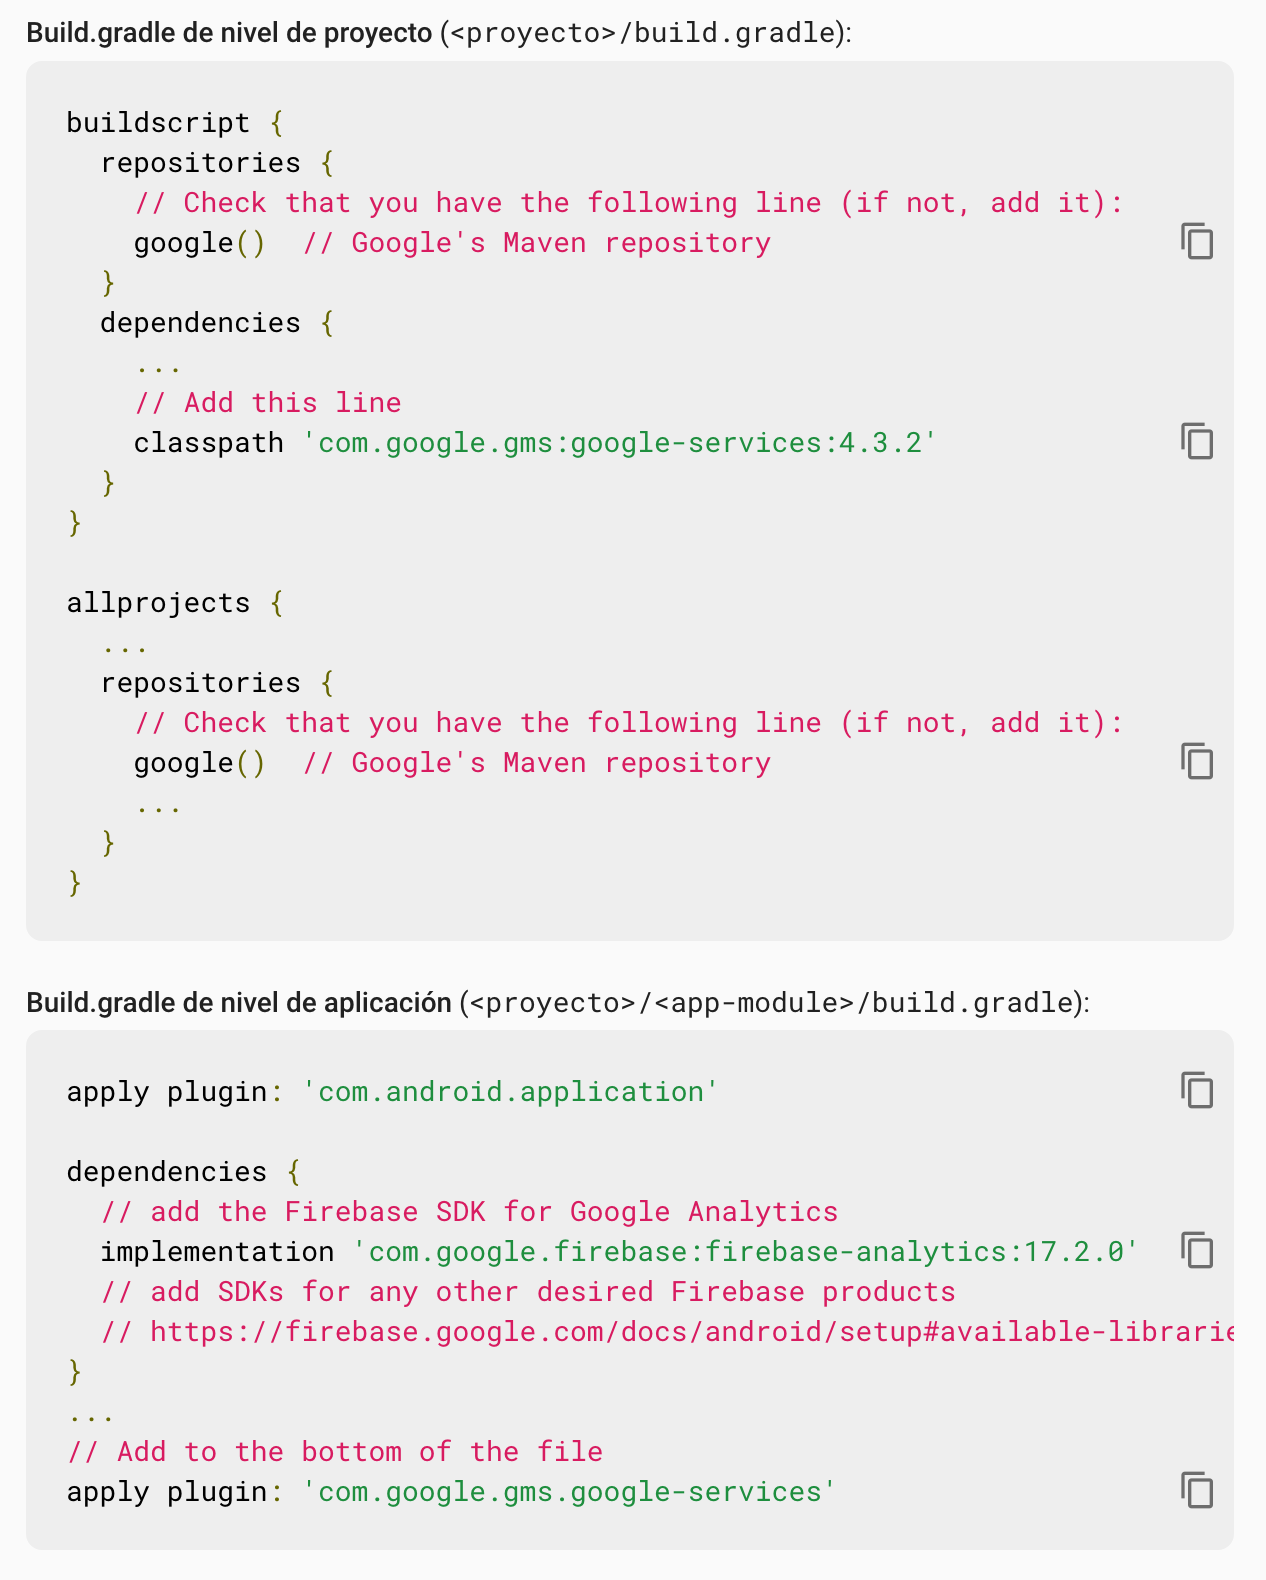 Build.gradle de nivel de proyecto (<proyecto>/build.gradle):
buildscript {
  repositories {
    // Check that you have the following line (if not, add it):
    google()  // Google's Maven repository
  }
  dependencies {
    ...
    // Add this line
    classpath 'com.google.gms:google-services:4.3.2'
  }
}

allprojects {
  ...
  repositories {
    // Check that you have the following line (if not, add it):
    google()  // Google's Maven repository
    ...
  }
}

Build.gradle de nivel de aplicación (<proyecto>/<app-module>/build.gradle):
apply plugin: 'com.android.application'

dependencies {
  // add the Firebase SDK for Google Analytics
  implementation 'com.google.firebase:firebase-analytics:17.2.0'
  // add SDKs for any other desired Firebase products
  // https://firebase.google.com/docs/android/setup#available-librarie
}
...
// Add to the bottom of the file
apply plugin: 'com.google.gms.google-services'